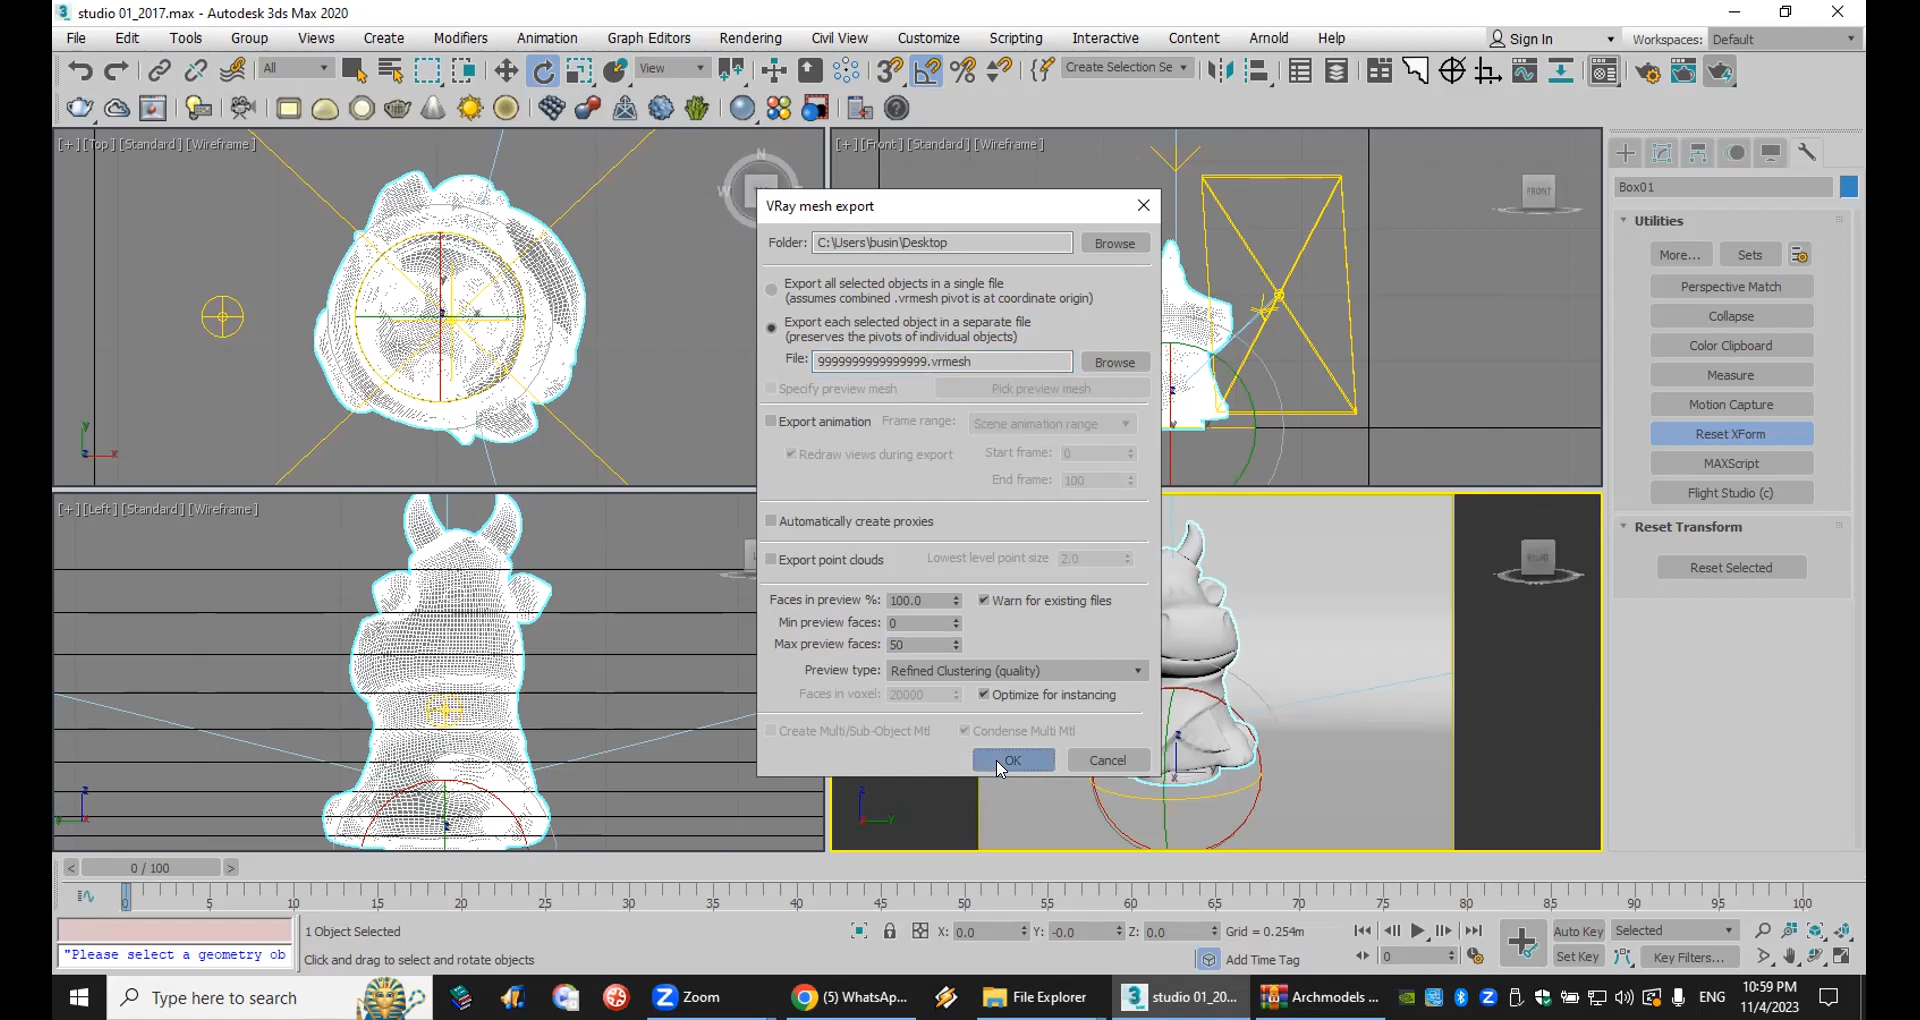 studio 01_2017.max - Autodesk 3ds Max 2020
File Edit Tools Group Views Create Modifiers Animation Graph Editors Rendering Civil View Customize Scripting Interactive Content Arnold Help Sign In Workspaces: Default
All View Create Selection Se
[+] [Top] [Standard] [Wireframe]
[+] [Front] [Standard] [Wireframe]
N
W
FRONT
Box01
Utilities
More... Sets
Perspective Match
Collapse
Color Clipboard
Measure
Motion Capture
Reset XForm
MAXScript
Flight Studio (c)
Reset Transform
Reset Selected
VRay mesh export
Folder: C:\Users\busin\Desktop Browse
Export all selected objects in a single file
(assumes combined .vrmesh pivot is at coordinate origin)
Export each selected object in a separate file
(preserves the pivots of individual objects)
File: 9999999999999999.vrmesh Browse
Specify preview mesh Pick preview mesh
Export animation Frame range: Scene animation range
Redraw views during export Start frame: 0
End frame: 100
Automatically create proxies
Export point clouds Lowest level point size 2.0
Faces in preview %: 100.0 Warn for existing files
Min preview faces: 0
Max preview faces: 50
Preview type: Refined Clustering (quality)
Faces in voxel: 20000 Optimize for instancing
Create Multi/Sub-Object Mtl Condense Multi Mtl
OK Cancel
[+] [Left] [Standard] [Wireframe]
< 0 / 100 >
0 5 10 15 20 25 30 35 40 45 50 55 60 65 70 75 80 85 90 95 100
1 Object Selected X: 0.0 Y: -0.0 Z: 0.0 Grid = 0.254m Auto Key Selected
"Please select a geometry ob Click and drag to select and rotate objects Add Time Tag 0 Set Key Key Filters...
Type here to search Zoom (5) WhatsAp... File Explorer studio 01_20... Archmodels ... ENG 10:59 PM
11/4/2023